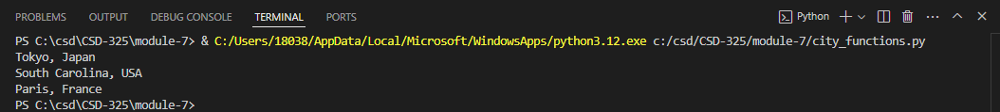 PROBLEMS OUTPUT DEBUG CONSOLE TERMINAL PORTS Python
PS C:\csd\CSD-325\module-7> & C:/Users/18038/AppData/Local/Microsoft/WindowsApps/python3.12.exe c:/csd/CSD-325/module-7/city_functions.py
Tokyo, Japan
South Carolina, USA
Paris, France
PS C:\csd\CSD-325\module-7>